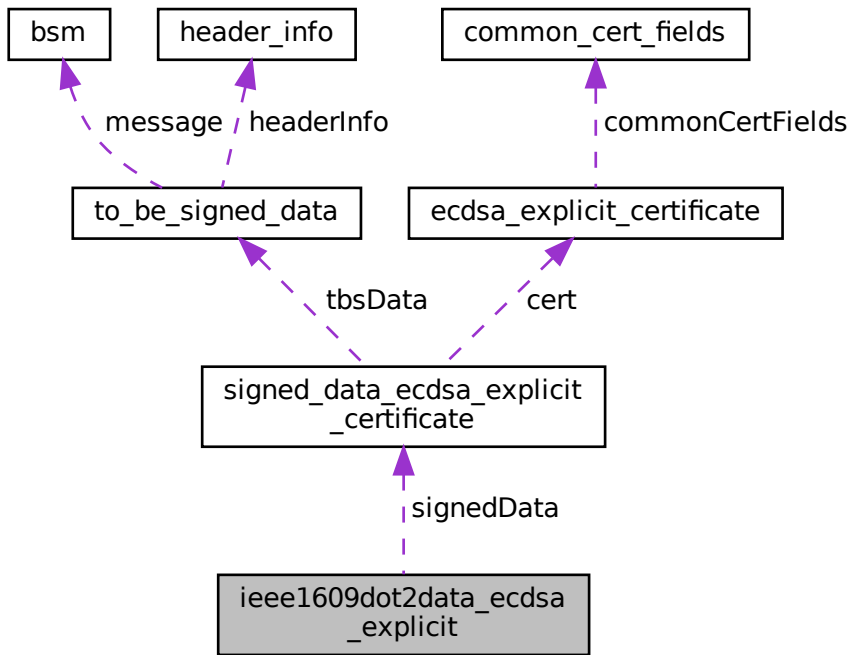 bsm
header_info
common_cert_fields
message
headerInfo
commonCertFields
to_be_signed_data
ecdsa_explicit_certificate
tbsData
cert
signed_data_ecdsa_explicit
_certificate
signedData
ieee1609dot2data_ecdsa
_explicit